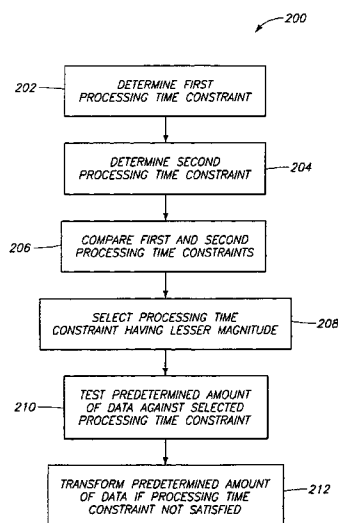 200
202
DETERMINE FIRST
PROCESSING TIME CONSTRAINT
DETERMINE SECOND
PROCESSING TIME CONSTRAINT
204
206
COMPARE FIRST AND SECOND
PROCESSING TIME CONSTRAINTS
SELECT PROCESSING TIME
CONSTRAINT HAVING LESSER MAGNITUDE
208
210
TEST PREDETERMINED AMOUNT
OF DATA AGAINST SELECTED
PROCESSING TIME CONSTRAINT
TRANSFORM PREDETERMINED AMOUNT
OF DATA IF PROCESSING TIME
CONSTRAINT NOT SATISFIED
212